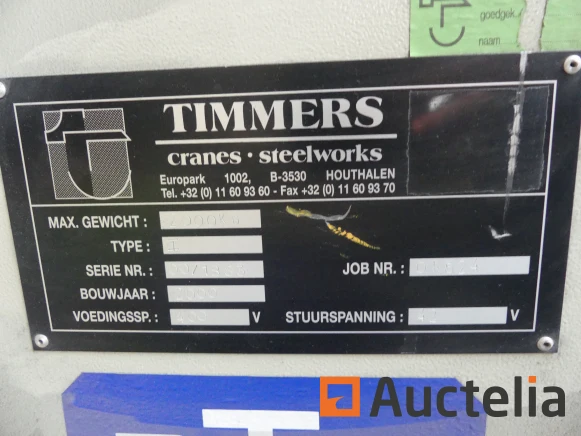 goedgek.
naam
TIMMERS
cranes · steelworks
Europark 1002, B-3530 HOUTHALEN
Tel. +32 (0) 11 60 93 60 - Fax +32 (0) 11 60 93 70
MAX. GEWICHT :
TYPE :
SERIE NR. :
JOB NR. :
BOUWJAAR :
VOEDINGSSP. : V STUURSPANNING : V
Auctelia